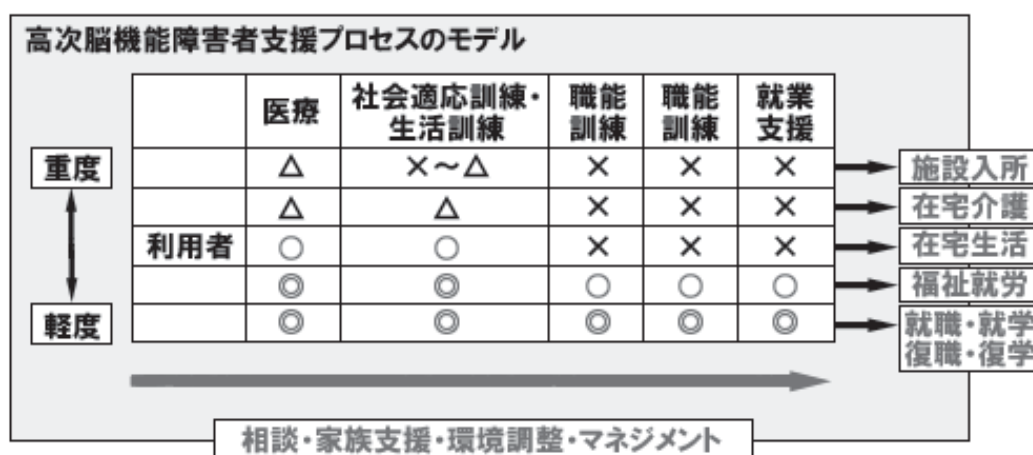 高次脳機能障害者支援プロセスのモデル
医療 社会適応訓練・生活訓練 職能訓練 職能訓練 就業支援
重度 △ ×～△ × × × 施設入所
△ △ × × × 在宅介護
利用者 ○ ○ × × × 在宅生活
◎ ◎ ○ ○ ○ 福祉就労
軽度 ◎ ◎ ◎ ◎ ◎ 就職・就学
復職・復学
相談・家族支援・環境調整・マネジメント